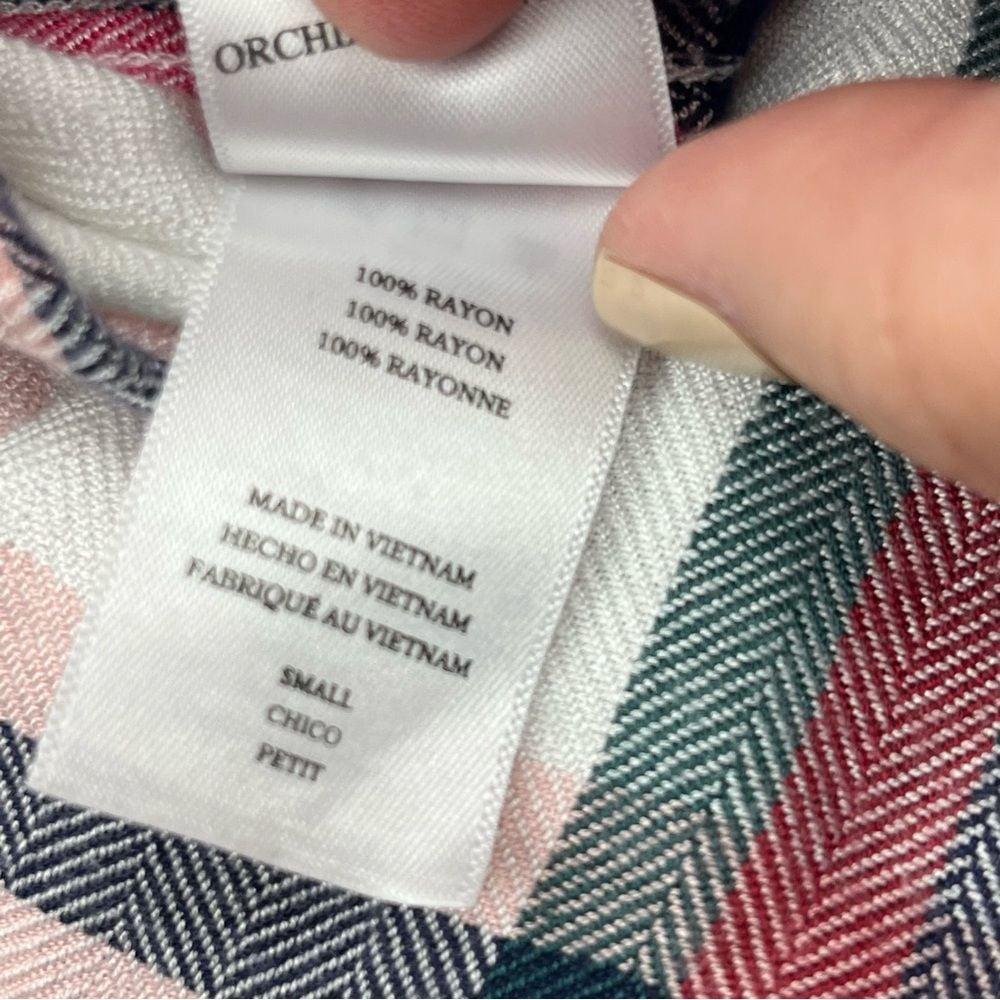 100% RAYON
100% RAYON
100% RAYONNE
MADE IN VIETNAM
HECHO EN VIETNAM
FABRIQUÉ AU VIETNAM
SMALL
CHICO
PETIT